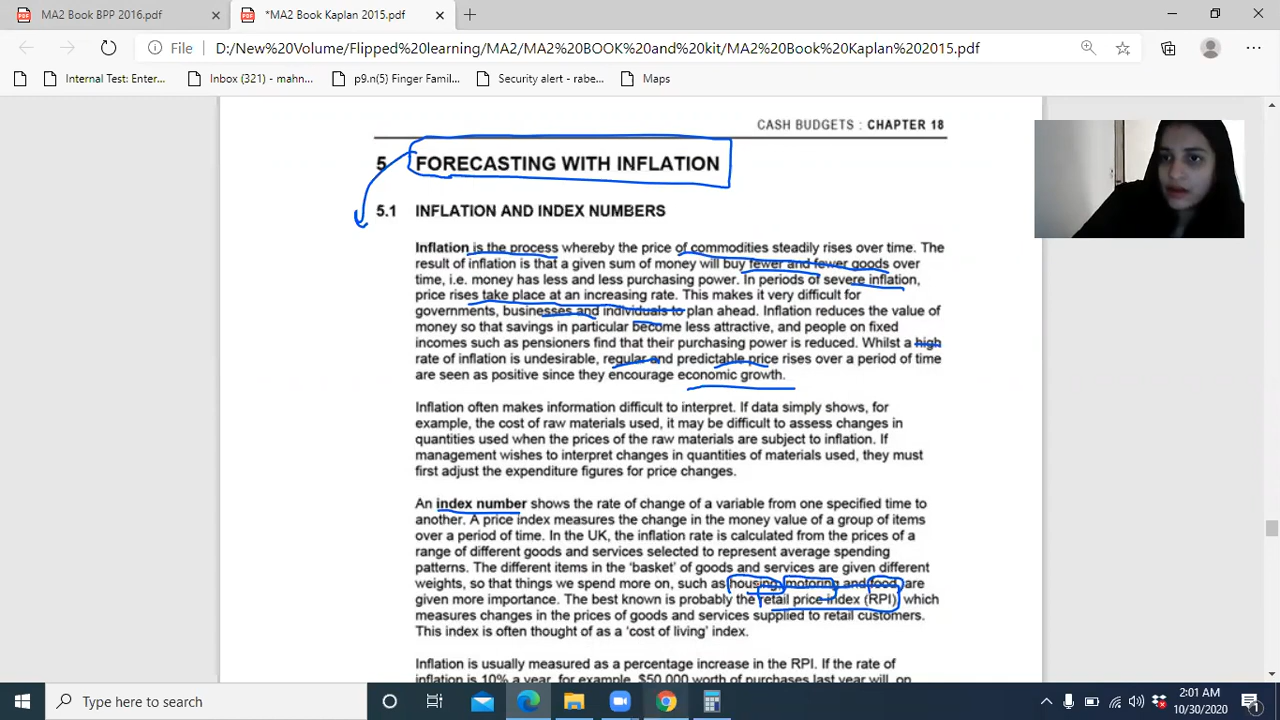 MA2 Book BPP 2016.pdf
*MA2 Book Kaplan 2015.pdf
File D:/New%20Volume/Flipped%20learning/MA2/MA2%20BOOK%20and%20kit/MA2%20Book%20Kaplan%202015.pdf
Internal Test: Enter...
Inbox (321) - mahn...
p9.n(5) Finger Famil...
Security alert - rabe...
Maps
CASH BUDGETS : CHAPTER 18
5 FORECASTING WITH INFLATION
5.1 INFLATION AND INDEX NUMBERS
Inflation is the process whereby the price of commodities steadily rises over time. The
result of inflation is that a given sum of money will buy fewer and fewer goods over
time, i.e. money has less and less purchasing power. In periods of severe inflation,
price rises take place at an increasing rate. This makes it very difficult for
governments, businesses and individuals to plan ahead. Inflation reduces the value of
money so that savings in particular become less attractive, and people on fixed
incomes such as pensioners find that their purchasing power is reduced. Whilst a high
rate of inflation is undesirable, regular and predictable price rises over a period of time
are seen as positive since they encourage economic growth.
Inflation often makes information difficult to interpret. If data simply shows, for
example, the cost of raw materials used, it may be difficult to assess changes in
quantities used when the prices of the raw materials are subject to inflation. If
management wishes to interpret changes in quantities of materials used, they must
first adjust the expenditure figures for price changes.
An index number shows the rate of change of a variable from one specified time to
another. A price index measures the change in the money value of a group of items
over a period of time. In the UK, the inflation rate is calculated from the prices of a
range of different goods and services selected to represent average spending
patterns. The different items in the 'basket' of goods and services are given different
weights, so that things we spend more on, such as housing, motoring and food, are
given more importance. The best known is probably the retail price index (RPI) which
measures changes in the prices of goods and services supplied to retail customers.
This index is often thought of as a 'cost of living' index.
Inflation is usually measured as a percentage increase in the RPI. If the rate of
inflation is 10% a year, for example, $50,000 worth of purchases last year will, on
Type here to search
2:01 AM
10/30/2020
1